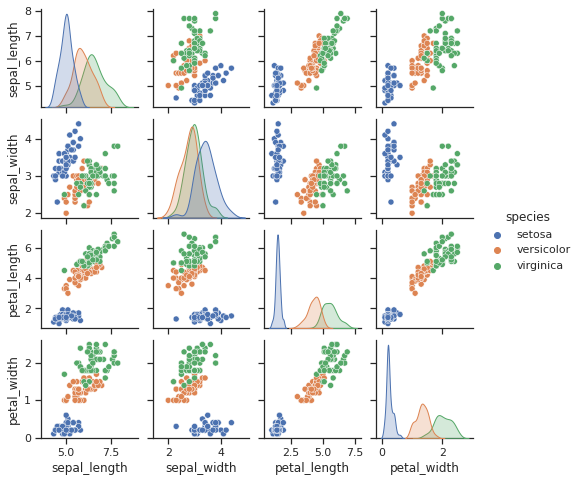 8
7
6
5
sepal_length
4
3
2
sepal_width
6
4
2
petal_length
2
1
0
petal_width
5.0 7.5
sepal_length
2 4
sepal_width
2.5 5.0 7.5
petal_length
0 2
petal_width
species
setosa
versicolor
virginica